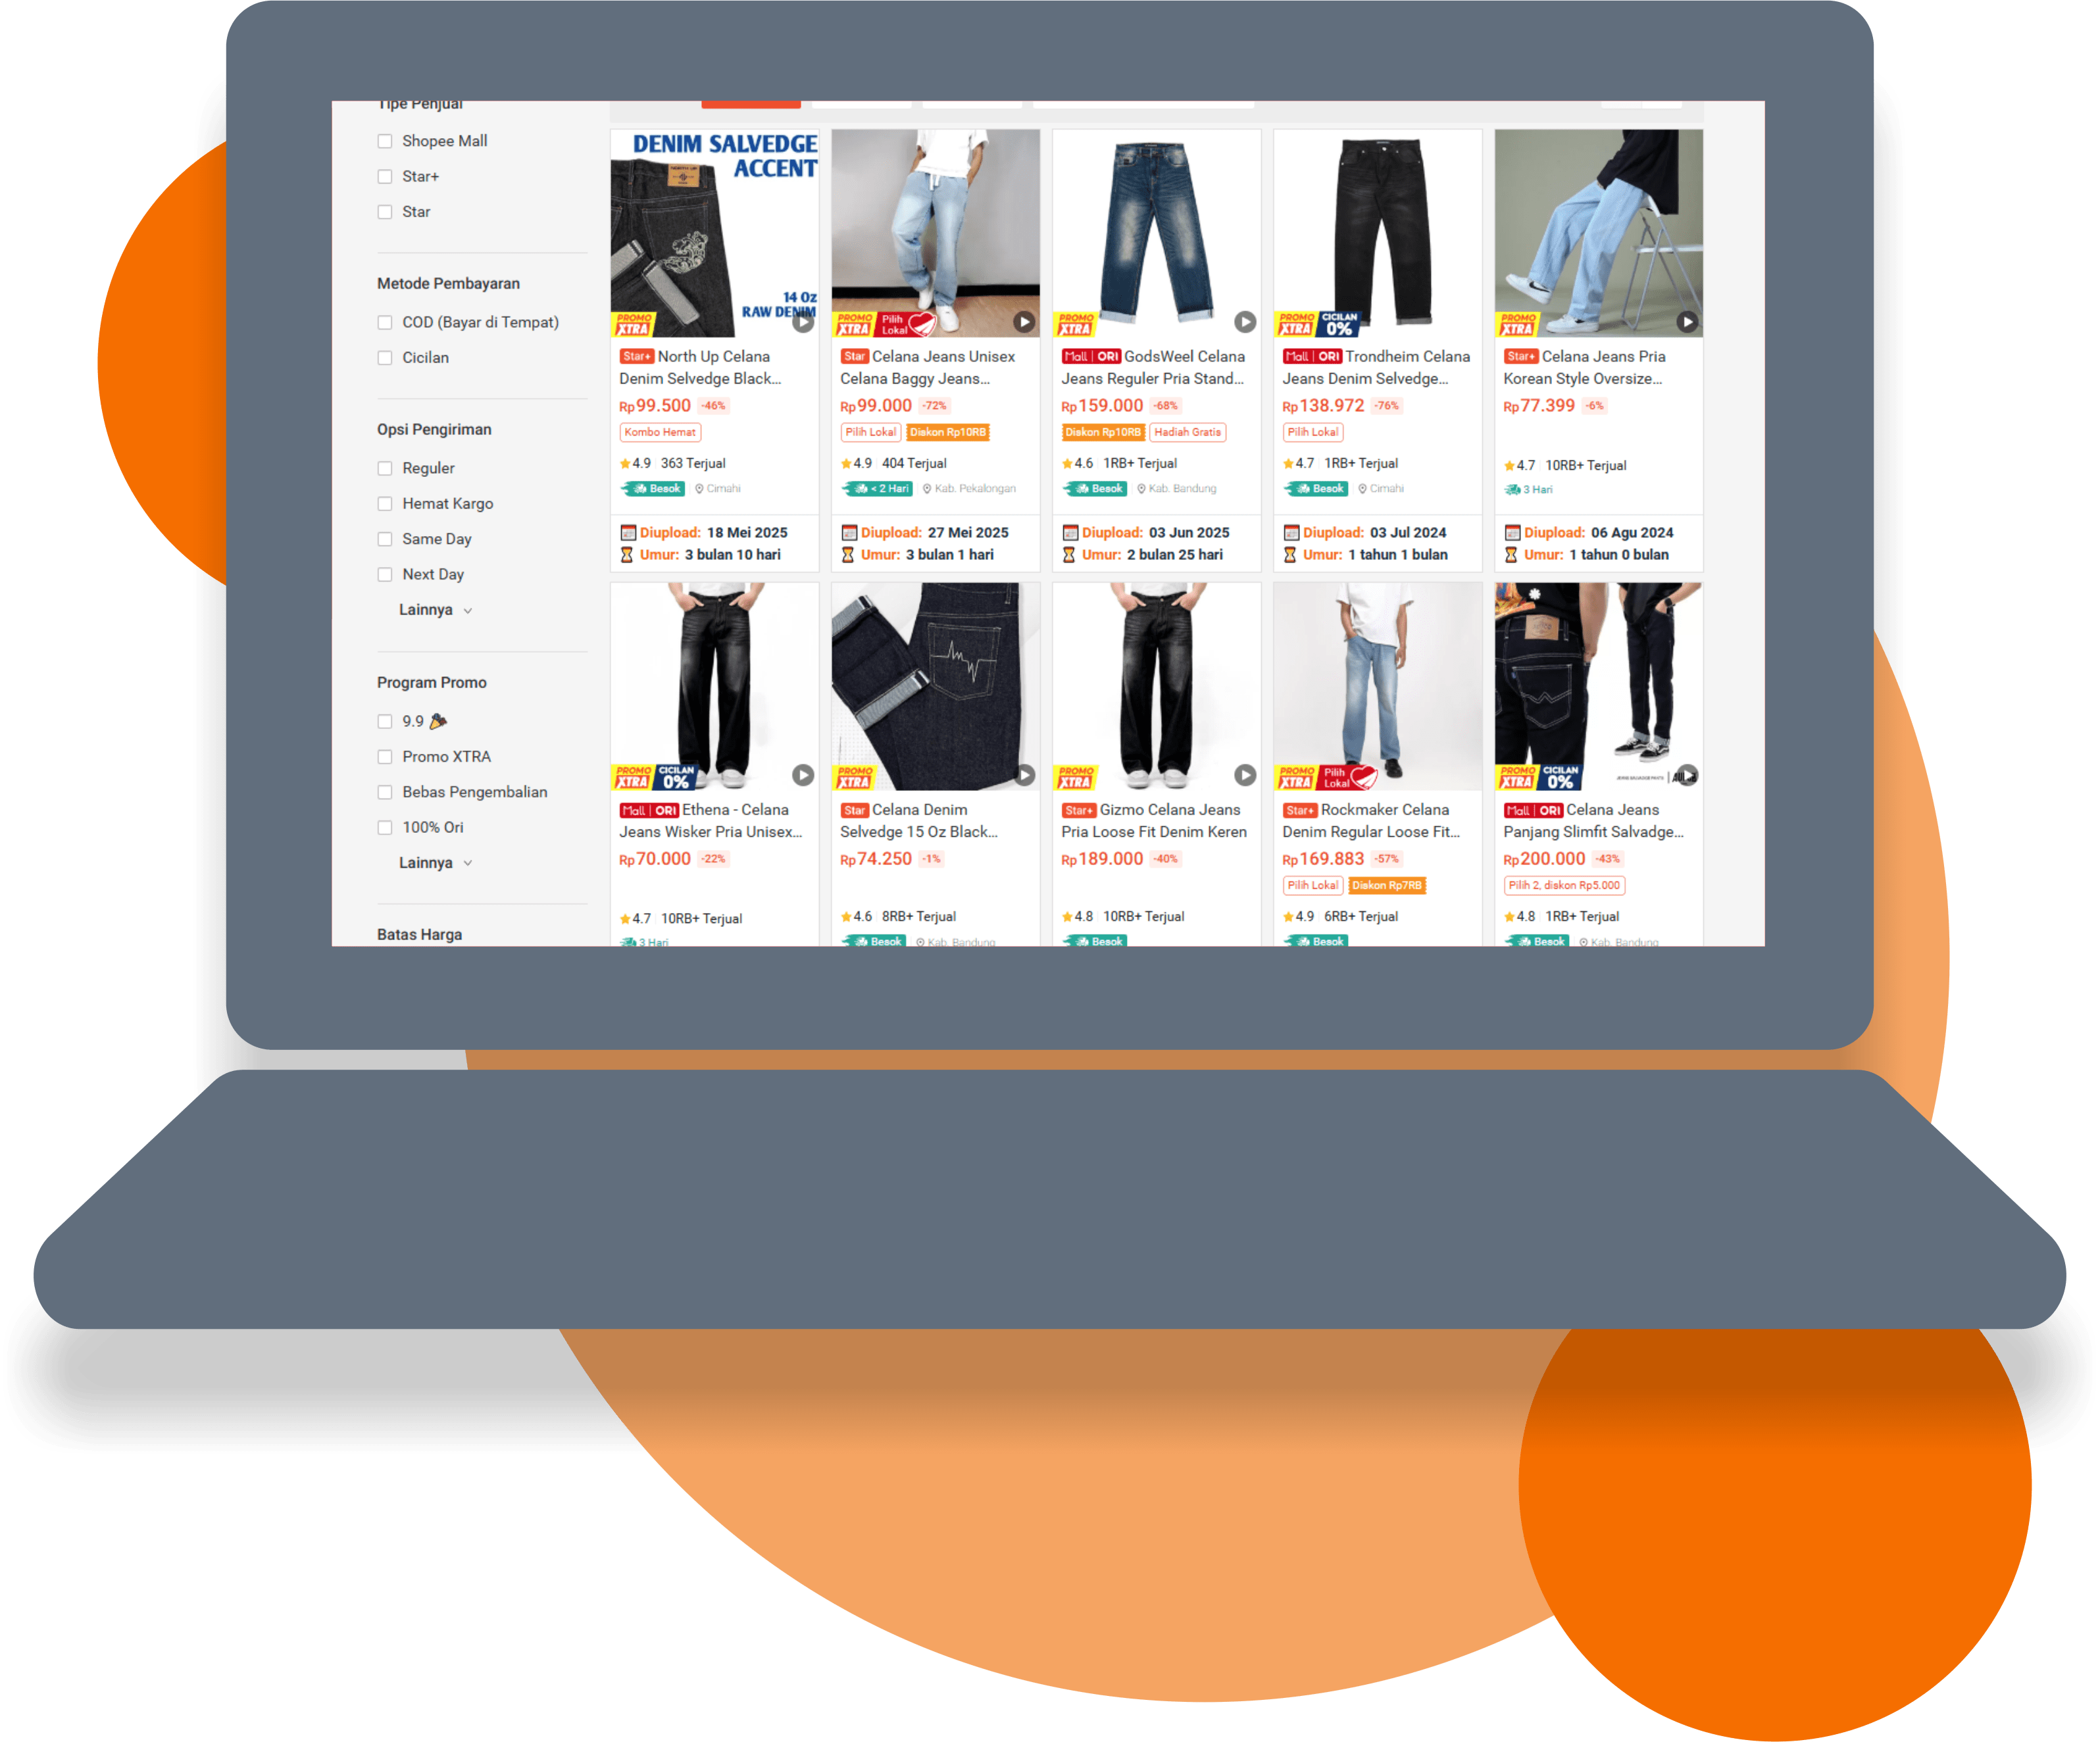 Tipe Penjual
Shopee Mall
Star+
Star
Metode Pembayaran
COD (Bayar di Tempat)
Cicilan
Opsi Pengiriman
Reguler
Hemat Kargo
Same Day
Next Day
Lainnya
Program Promo
9.9
Promo XTRA
Bebas Pengembalian
100% Ori
Lainnya
Batas Harga
DENIM SALVEDGE
ACCENT
14 Oz
RAW DENIM
PROMO
XTRA
Star+ North Up Celana
Denim Selvedge Black...
Rp99.500 -46%
Kombo Hemat
4.9 363 Terjual
Besok Cimahi
Diupload: 18 Mei 2025
Umur: 3 bulan 10 hari
PROMO
XTRA
Pilih
Lokal
Star Celana Jeans Unisex
Celana Baggy Jeans...
Rp99.000 -72%
Pilih Lokal Diskon Rp10RB
4.9 404 Terjual
< 2 Hari Kab. Pekalongan
Diupload: 27 Mei 2025
Umur: 3 bulan 1 hari
PROMO
XTRA
Mall | ORI GodsWeel Celana
Jeans Reguler Pria Stand...
Rp159.000 -68%
Diskon Rp10RB Hadiah Gratis
4.6 1RB+ Terjual
Besok Kab. Bandung
Diupload: 03 Jun 2025
Umur: 2 bulan 25 hari
PROMO
XTRA
CICILAN
0%
Mall | ORI Trondheim Celana
Jeans Denim Selvedge...
Rp138.972 -76%
Pilih Lokal
4.7 1RB+ Terjual
Besok Cimahi
Diupload: 03 Jul 2024
Umur: 1 tahun 1 bulan
PROMO
XTRA
Star+ Celana Jeans Pria
Korean Style Oversize...
Rp77.399 -6%
4.7 10RB+ Terjual
3 Hari
Diupload: 06 Agu 2024
Umur: 1 tahun 0 bulan
PROMO
XTRA
CICILAN
0%
Mall | ORI Ethena - Celana
Jeans Wisker Pria Unisex...
Rp70.000 -22%
4.7 10RB+ Terjual
3 Hari
PROMO
XTRA
Star Celana Denim
Selvedge 15 Oz Black...
Rp74.250 -1%
4.6 8RB+ Terjual
Besok Kab. Bandung
PROMO
XTRA
Star+ Gizmo Celana Jeans
Pria Loose Fit Denim Keren
Rp189.000 -40%
4.8 10RB+ Terjual
Besok
PROMO
XTRA
Pilih
Lokal
Star+ Rockmaker Celana
Denim Regular Loose Fit...
Rp169.883 -57%
Pilih Lokal Diskon Rp7RB
4.9 6RB+ Terjual
Besok
PROMO
XTRA
CICILAN
0%
Mall | ORI Celana Jeans
Panjang Slimfit Salvadge...
Rp200.000 -43%
Pilih 2, diskon Rp5.000
4.8 1RB+ Terjual
Besok Kab. Bandung